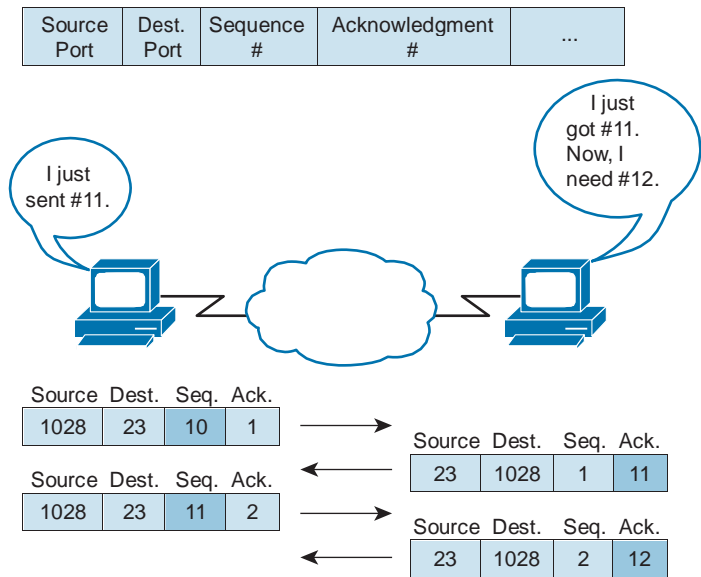 Source Port Dest. Port Sequence # Acknowledgment # ...
I just
got #11.
Now, I
need #12.
I just
sent #11.
Source Dest. Seq. Ack.
1028 23 10 1
Source Dest. Seq. Ack.
23 1028 1 11
Source Dest. Seq. Ack.
1028 23 11 2
Source Dest. Seq. Ack.
23 1028 2 12